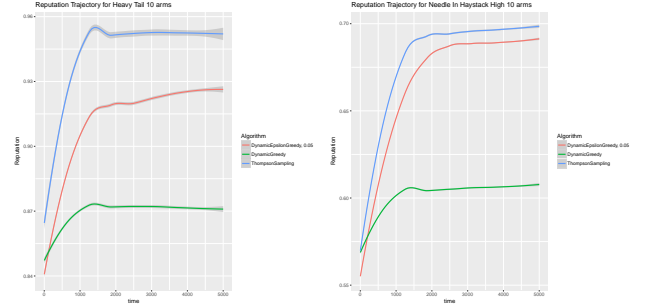 Reputation Trajectory for Heavy Tail 10 arms
0.96
0.93
0.90
0.87
0.84
Reputation
0 1000 2000 3000 4000 5000
time
Algorithm
DynamicEpsilonGreedy, 0.05
DynamicGreedy
ThompsonSampling
Reputation Trajectory for Needle In Haystack High 10 arms
0.70
0.65
0.60
0.55
Reputation
0 1000 2000 3000 4000 5000
time
Algorithm
DynamicEpsilonGreedy, 0.05
DynamicGreedy
ThompsonSampling